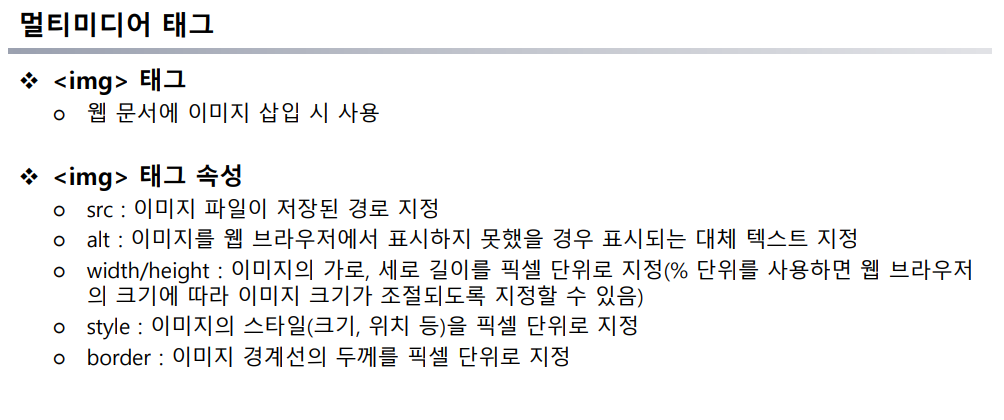 멀티미디어 태그
❖ <img> 태그
o 웹 문서에 이미지 삽입 시 사용
❖ <img> 태그 속성
o src : 이미지 파일이 저장된 경로 지정
o alt : 이미지를 웹 브라우저에서 표시하지 못했을 경우 표시되는 대체 텍스트 지정
o width/height : 이미지의 가로, 세로 길이를 픽셀 단위로 지정(% 단위를 사용하면 웹 브라우저
의 크기에 따라 이미지 크기가 조절되도록 지정할 수 있음)
o style : 이미지의 스타일(크기, 위치 등)을 픽셀 단위로 지정
o border : 이미지 경계선의 두께를 픽셀 단위로 지정